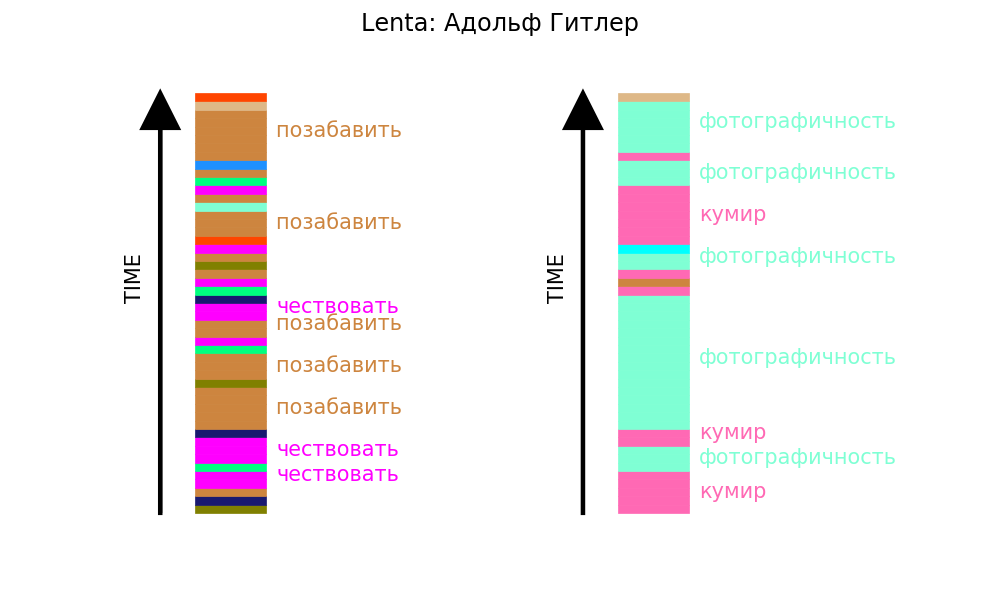 Lenta: Адольф Гитлер
TIME
позабавить
позабавить
чествовать
позабавить
позабавить
позабавить
чествовать
чествовать
TIME
фотографичность
фотографичность
кумир
фотографичность
фотографичность
кумир
фотографичность
кумир